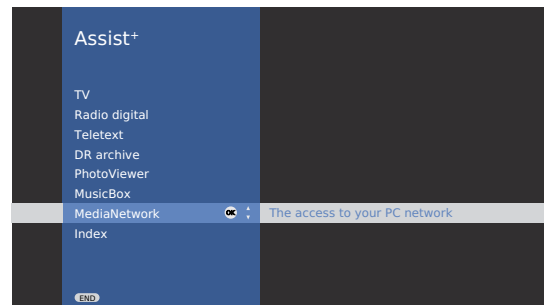 Assist+
TV
Radio digital
Teletext
DR archive
PhotoViewer
MusicBox
MediaNetwork OK The access to your PC network
Index
END